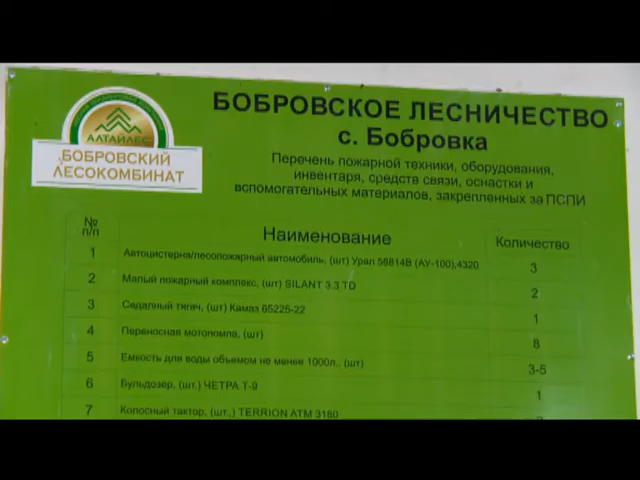 АЛТАЙЛЕС
БОБРОВСКИЙ
ЛЕСОКОМБИНАТ
БОБРОВСКОЕ ЛЕСНИЧЕСТВО
с. Бобровка
Перечень пожарной техники, оборудования,
инвентаря, средств связи, оснастки и
вспомогательных материалов, закрепленных за ПСПИ
№ п/п Наименование Количество
1 Автоцистерна/лесопожарный автомобиль, (шт) Урал 58814В (АУ-100),4320 3
2 Малый пожарный комплекс, (шт) SILANT 3.3 TD 2
3 Седалный тягач, (шт) Камаз 65225-22 1
4 Переносная мотопомпа, (шт) 8
5 Емкость для воды объемом не менее 1000л., (шт) 3-5
6 Бульдозер, (шт.) ЧЕТРА Т-9 1
7 Колосный тактор, (шт.,) TERRION ATM 3180